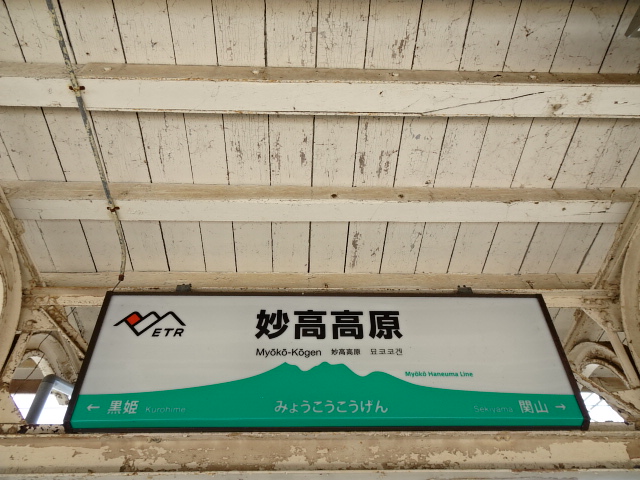 ETR
妙高高原
Myōkō-Kōgen 妙高高原 묘코코겐
Myōkō Haneuma Line
← 黒姫 Kurohime みょうこうこうげん Sekiyama 関山 →